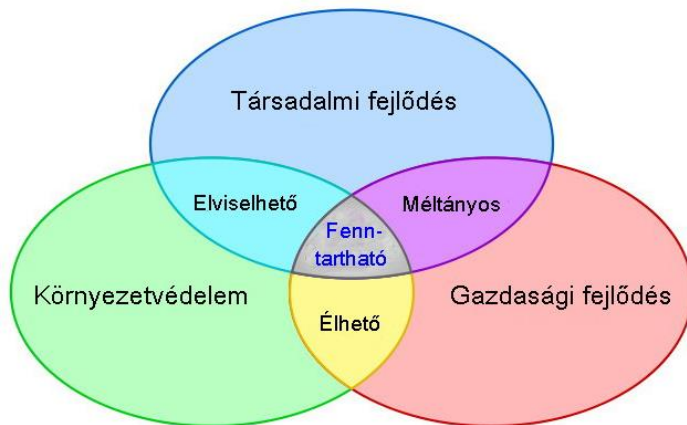 Társadalmi fejlődés
Elviselhető
Méltányos
Fenn-
tartható
Környezetvédelem
Gazdasági fejlődés
Élhető